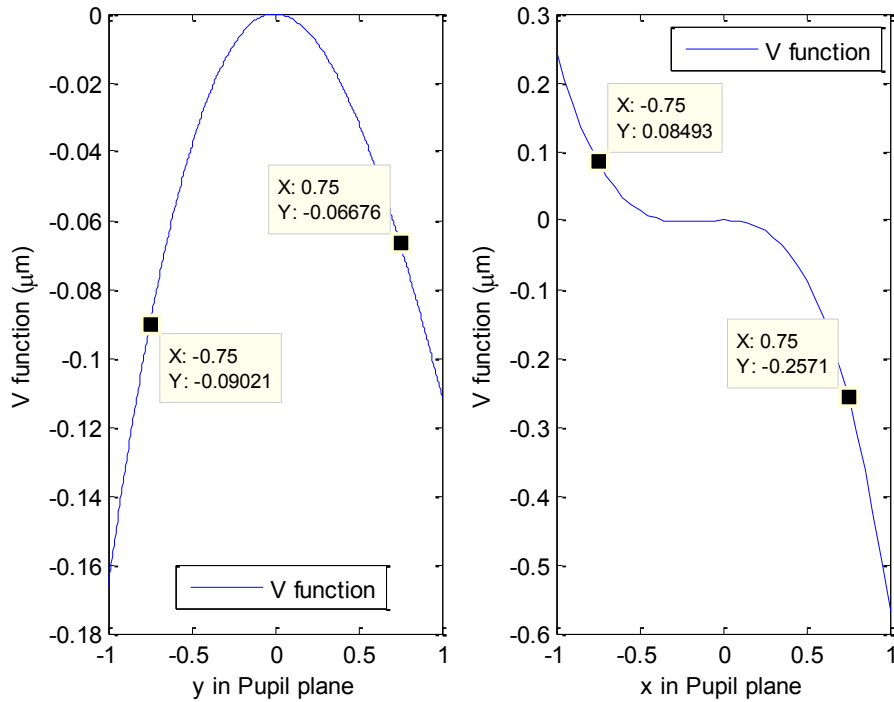 0
-0.02
-0.04
-0.06
-0.08
-0.1
-0.12
-0.14
-0.16
-0.18
V function (μm)
X: 0.75
Y: -0.06676
X: -0.75
Y: -0.09021
V function
-1
-0.5
0
0.5
1
y in Pupil plane
0.3
0.2
0.1
0
-0.1
-0.2
-0.3
-0.4
-0.5
-0.6
V function (μm)
V function
X: -0.75
Y: 0.08493
X: 0.75
Y: -0.2571
-1
-0.5
0
0.5
1
x in Pupil plane